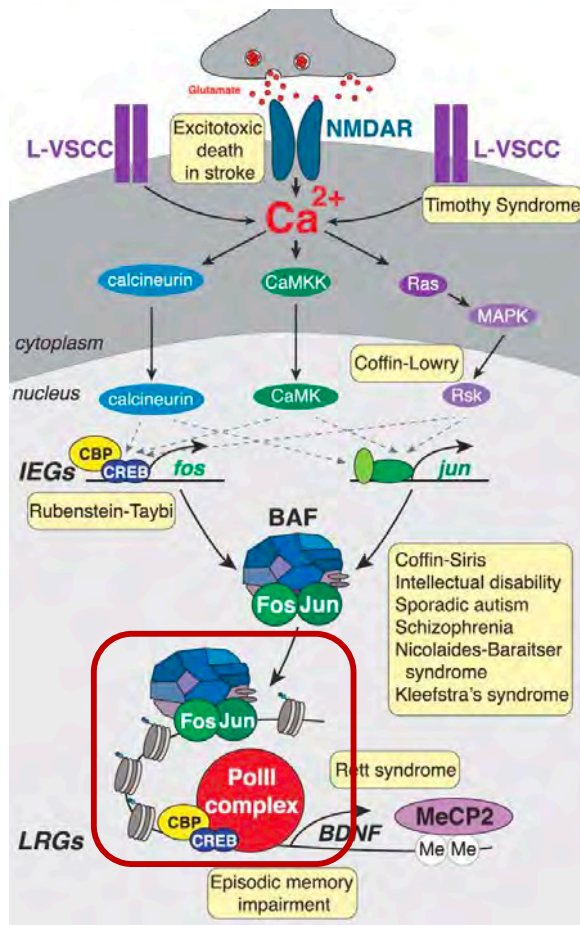 Glutamate
NMDAR
L-VSCC
Excitotoxic
death
in stroke
L-VSCC
Timothy Syndrome
Ca2+
calcineurin
CaMKK
Ras
MAPK
cytoplasm
Coffin-Lowry
nucleus
calcineurin
CaMK
Rsk
IEGs
CBP
CREB
fos
jun
Rubenstein-Taybi
BAF
Fos Jun
Coffin-Siris
Intellectual disability
Sporadic autism
Schizophrenia
Nicolaides-Baraitser
syndrome
Kleefstra's syndrome
Fos Jun
PolII
complex
Rett syndrome
CBP
CREB
BDNF
MeCP2
LRGs
Me Me
Episodic memory
impairment